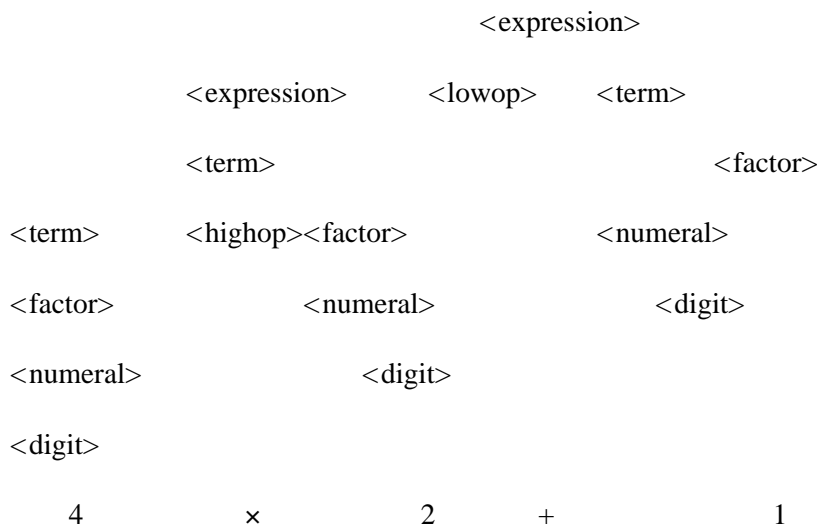 <expression>
<expression> <lowop> <term>
<term> <factor>
<term> <highop><factor> <numeral>
<factor> <numeral> <digit>
<numeral> <digit>
<digit>
4 × 2 + 1